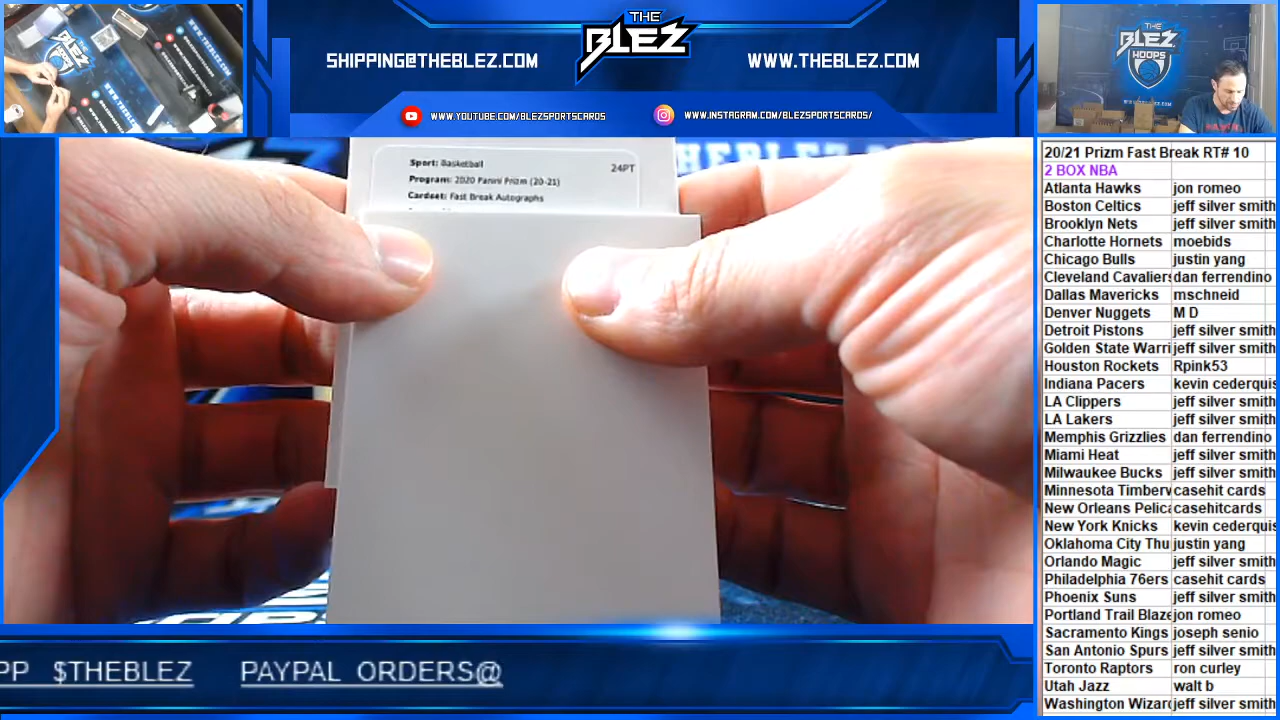 THE
BLEZ
SHIPPING@THEBLEZ.COM
WWW.THEBLEZ.COM
WWW.YOUTUBE.COM/BLEZSPORTSCARDS
WWW.INSTAGRAM.COM/BLEZSPORTSCARDS/
THE
BLEZ
HOOPS
Sport: Basketball
24PT
Program: 2020 Panini Prizm (20-21)
Cardset: Fast Break Autographs
20/21 Prizm Fast Break RT# 10
2 BOX NBA
Atlanta Hawks jon romeo
Boston Celtics jeff silver smith
Brooklyn Nets jeff silver smith
Charlotte Hornets moebids
Chicago Bulls justin yang
Cleveland Cavaliers dan ferrendino
Dallas Mavericks mschneid
Denver Nuggets M D
Detroit Pistons jeff silver smith
Golden State Warri jeff silver smith
Houston Rockets Rpink53
Indiana Pacers kevin cederquis
LA Clippers jeff silver smith
LA Lakers jeff silver smith
Memphis Grizzlies dan ferrendino
Miami Heat jeff silver smith
Milwaukee Bucks jeff silver smith
Minnesota Timberv casehit cards
New Orleans Pelica casehitcards
New York Knicks kevin cederquis
Oklahoma City Thu justin yang
Orlando Magic jeff silver smith
Philadelphia 76ers casehit cards
Phoenix Suns jeff silver smith
Portland Trail Blaze jon romeo
Sacramento Kings joseph senio
San Antonio Spurs jeff silver smith
Toronto Raptors ron curley
Utah Jazz walt b
Washington Wizard jeff silver smith
PP $THEBLEZ PAYPAL ORDERS@